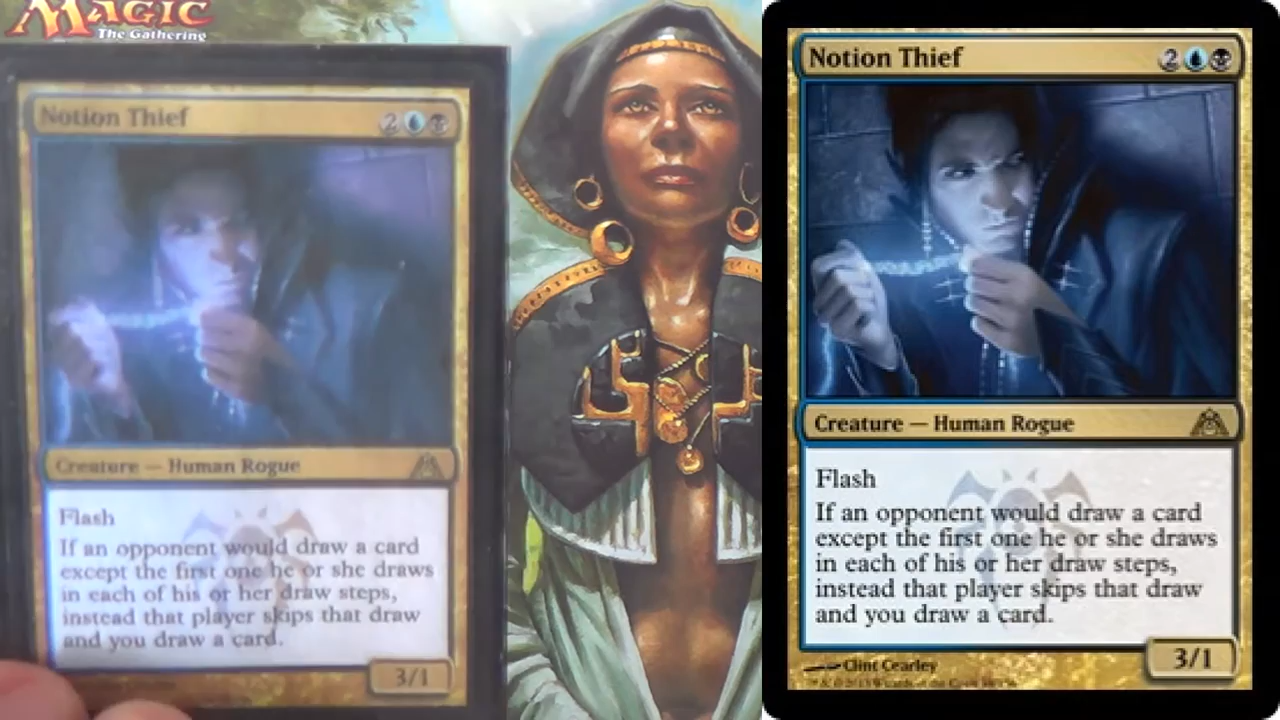 MAGIC
The Gathering
Notion Thief
2
Creature — Human Rogue
Flash
If an opponent would draw a card
except the first one he or she draws
in each of his or her draw steps,
instead that player skips that draw
and you draw a card.
3/1
Notion Thief
2
Creature — Human Rogue
Flash
If an opponent would draw a card
except the first one he or she draws
in each of his or her draw steps,
instead that player skips that draw
and you draw a card.
3/1
Clint Cearley